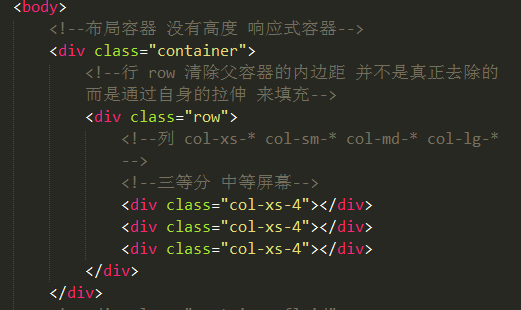 <body>
<!--布局容器 没有高度 响应式容器-->
<div class="container">
<!--行 row 清除父容器的内边距 并不是真正去除的
而是通过自身的拉伸 来填充-->
<div class="row">
<!--列 col-xs-* col-sm-* col-md-* col-lg-*
-->
<!--三等分 中等屏幕-->
<div class="col-xs-4"></div>
<div class="col-xs-4"></div>
<div class="col-xs-4"></div>
</div>
</div>